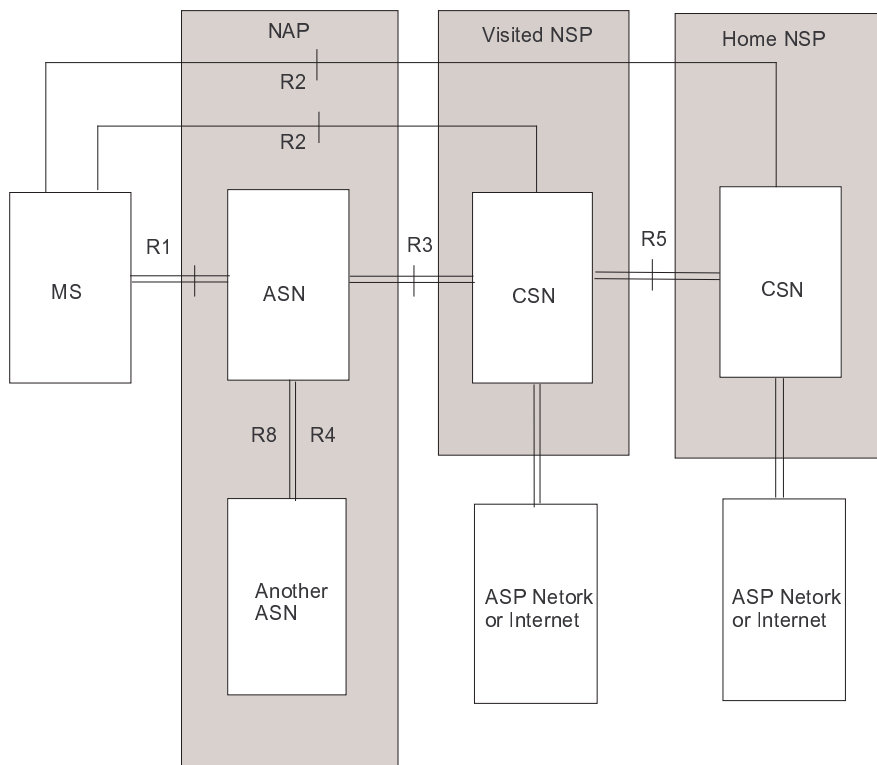 NAP
Visited NSP
Home NSP
R2
R2
R1
R3
R5
MS
ASN
CSN
CSN
R8
R4
Another
ASN
ASP Netork
or Internet
ASP Netork
or Internet